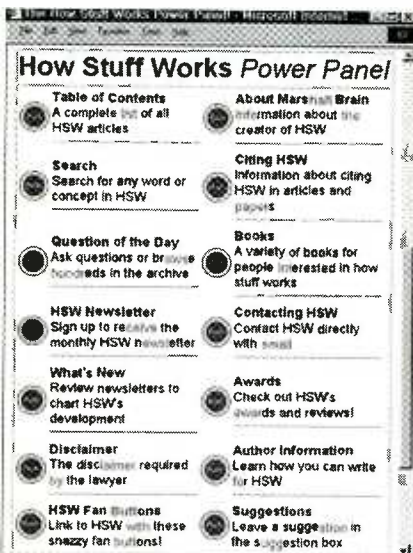 The How Stuff Works Power Panel! - Microsoft Internet
How Stuff Works Power Panel
Table of Contents
A complete list of all
HSW articles
About Marshall Brain
Information about the
creator of HSW
Search
Search for any word or
concept in HSW
Citing HSW
Information about citing
HSW in articles and
papers
Question of the Day
Ask questions or browse
hundreds in the archive
Books
A variety of books for
people interested in how
stuff works
HSW Newsletter
Sign up to receive the
monthly HSW newsletter
Contacting HSW
Contact HSW directly
with email
What's New
Review newsletters to
chart HSW's
development
Awards
Check out HSW's
awards and reviews!
Disclaimer
The disclaimer required
by the lawyer
Author Information
Learn how you can write
for HSW
HSW Fan Buttons
Link to HSW with these
snazzy fan buttons!
Suggestions
Leave a suggestion in
the suggestion box